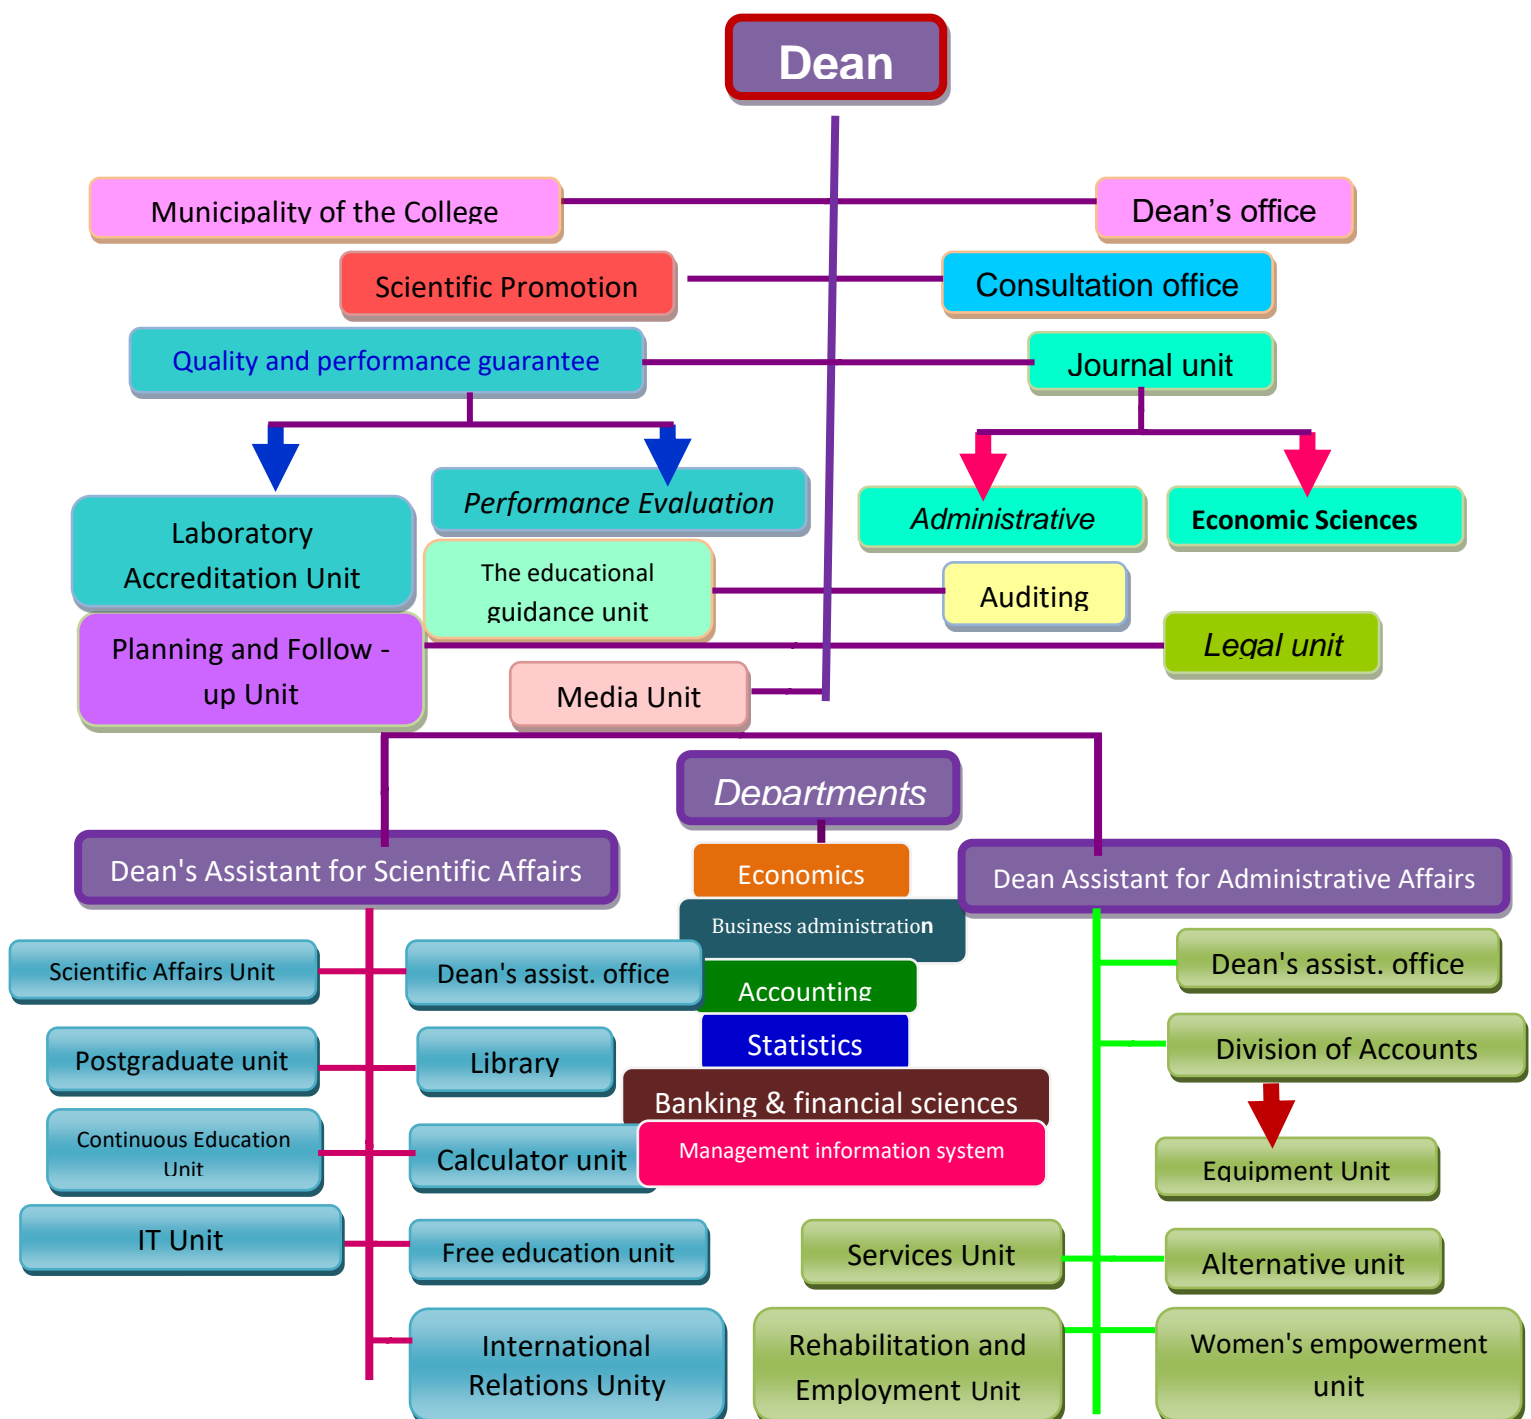 Dean
Municipality of the College
Dean’s office
Scientific Promotion
Consultation office
Quality and performance guarantee
Journal unit
Laboratory
Accreditation Unit
Performance Evaluation
Administrative
Economic Sciences
The educational
guidance unit
Auditing
Planning and Follow -
up Unit
Legal unit
Media Unit
Departments
Dean's Assistant for Scientific Affairs
Economics
Dean Assistant for Administrative Affairs
Business administration
Scientific Affairs Unit
Dean's assist. office
Accounting
Dean's assist. office
Postgraduate unit
Library
Statistics
Division of Accounts
Banking & financial sciences
Continuous Education
Unit
Calculator unit
Management information system
Equipment Unit
IT Unit
Free education unit
Services Unit
Alternative unit
International
Relations Unity
Rehabilitation and
Employment Unit
Women's empowerment
unit